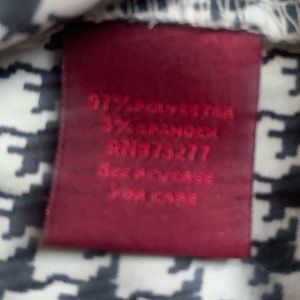 97% POLYESTER
3% SPANDEX
RN#73277
SEE REVERSE
FOR CARE